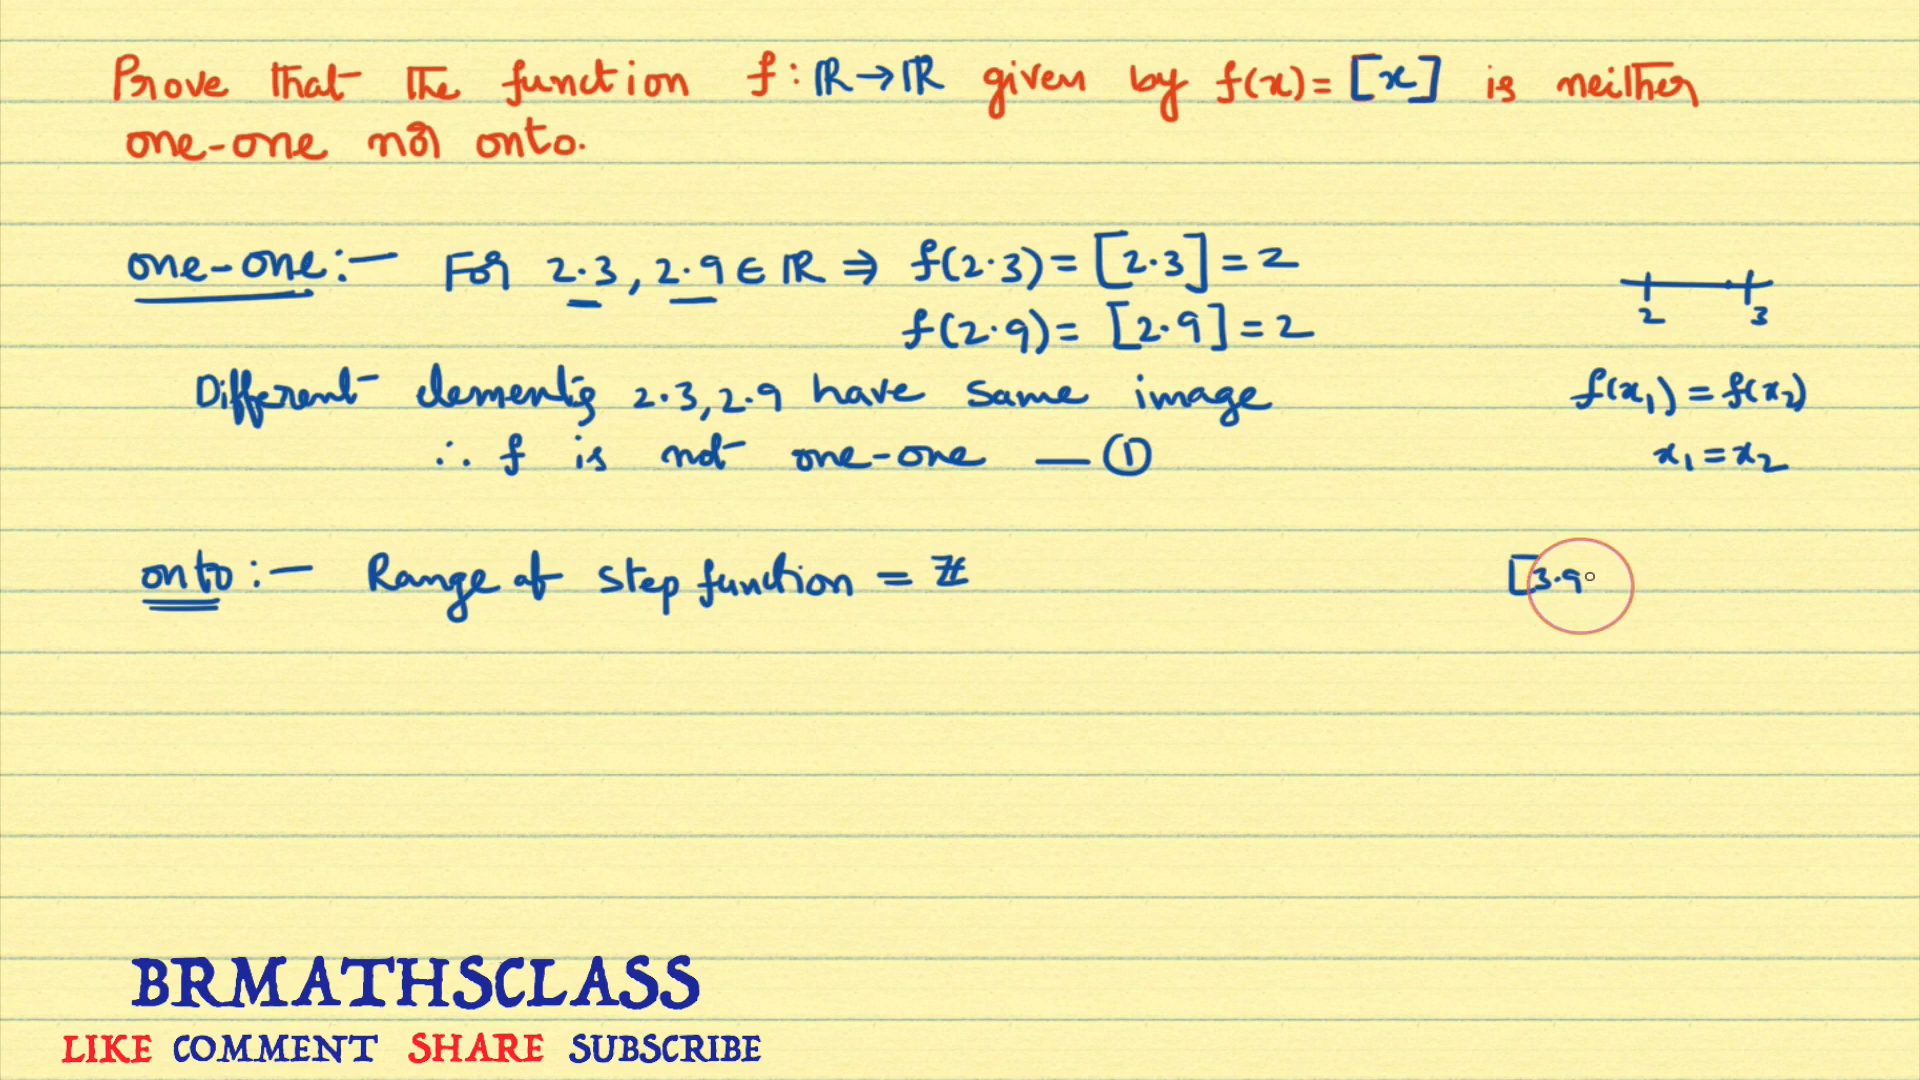 Prove that the function f: ℝ→ℝ given by f(x)= [x] is neither
one-one nor onto.
one-one:— For 2.3, 2.9 ∈ ℝ ⇒ f(2.3) = [2.3] = 2
f(2.9) = [2.9] = 2
2 3
Different elements 2.3, 2.9 have same image
f(x₁) = f(x₂)
∴ f is not one-one — ①
x₁ = x₂
onto:— Range of step function = ℤ
[3.9
BRMATHSCLASS
LIKE COMMENT SHARE SUBSCRIBE